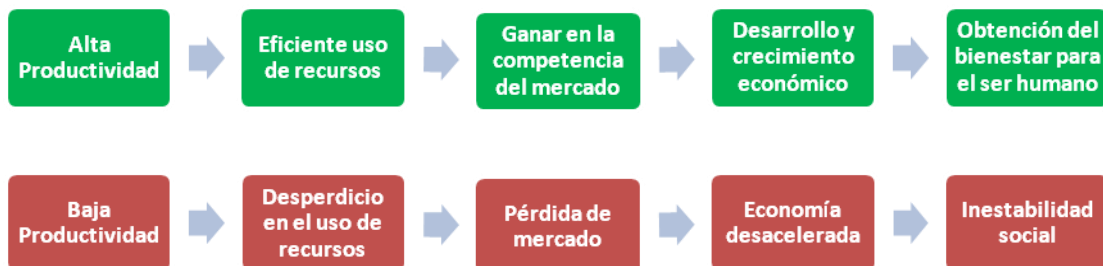 Alta
Productividad
Eficiente uso
de recursos
Ganar en la
competencia
del mercado
Desarrollo y
crecimiento
económico
Obtención del
bienestar para
el ser humano
Baja
Productividad
Desperdicio
en el uso de
recursos
Pérdida de
mercado
Economía
desacelerada
Inestabilidad
social